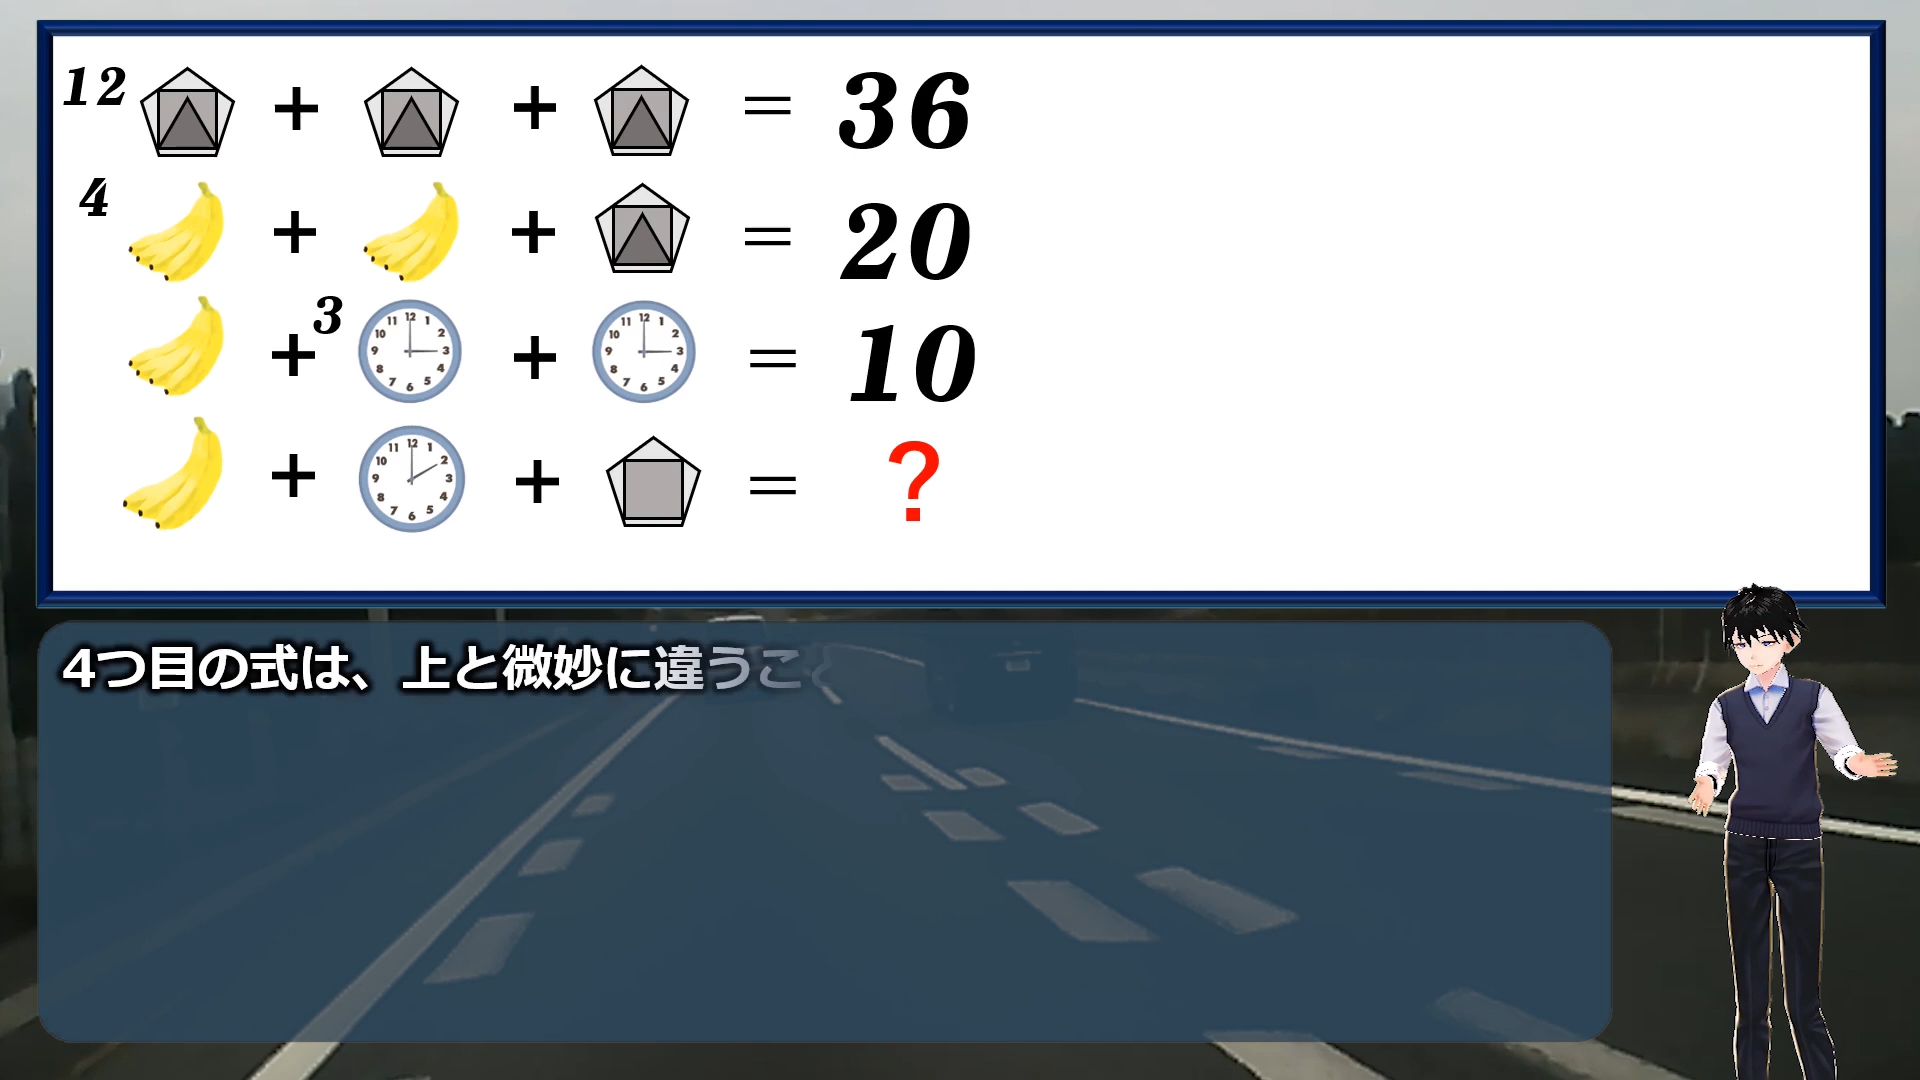 12 + + = 36
4 + + = 20
+ 3 + = 10
+ + = ?
4つ目の式は、上と微妙に違うこ